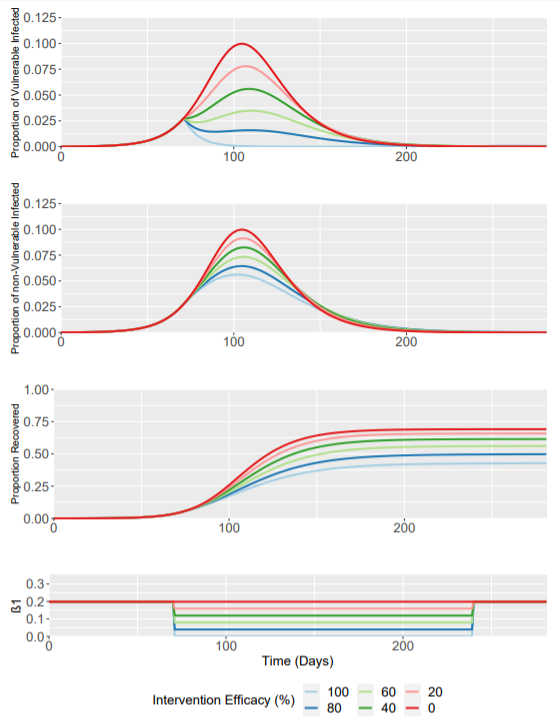 Proportion of Vulnerable Infected
0.125
0.100
0.075
0.050
0.025
0.000
0 100 200
Proportion of non-Vulnerable Infected
0.125
0.100
0.075
0.050
0.025
0.000
0 100 200
Proportion Recovered
1.00
0.75
0.50
0.25
0.00
0 100 200
ß1
0.3
0.2
0.1
0.0
0 100 200
Time (Days)
Intervention Efficacy (%) 100 60 20
80 40 0